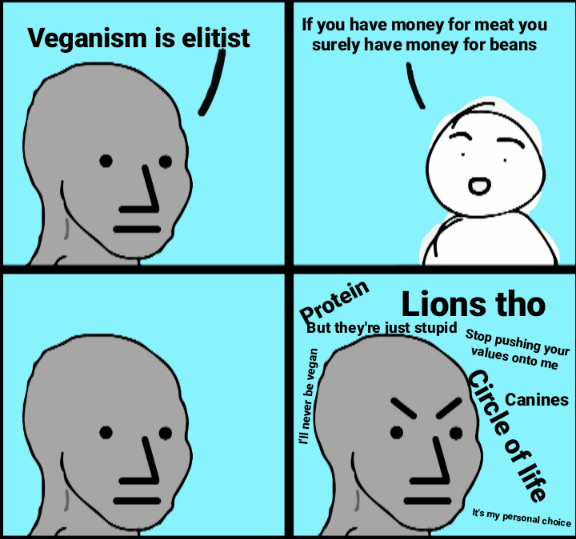 Veganism is elitist
If you have money for meat you
surely have money for beans
Protein
Lions tho
But they're just stupid
Stop pushing your
values onto me
I'll never be vegan
Circle of life
Canines
It's my personal choice